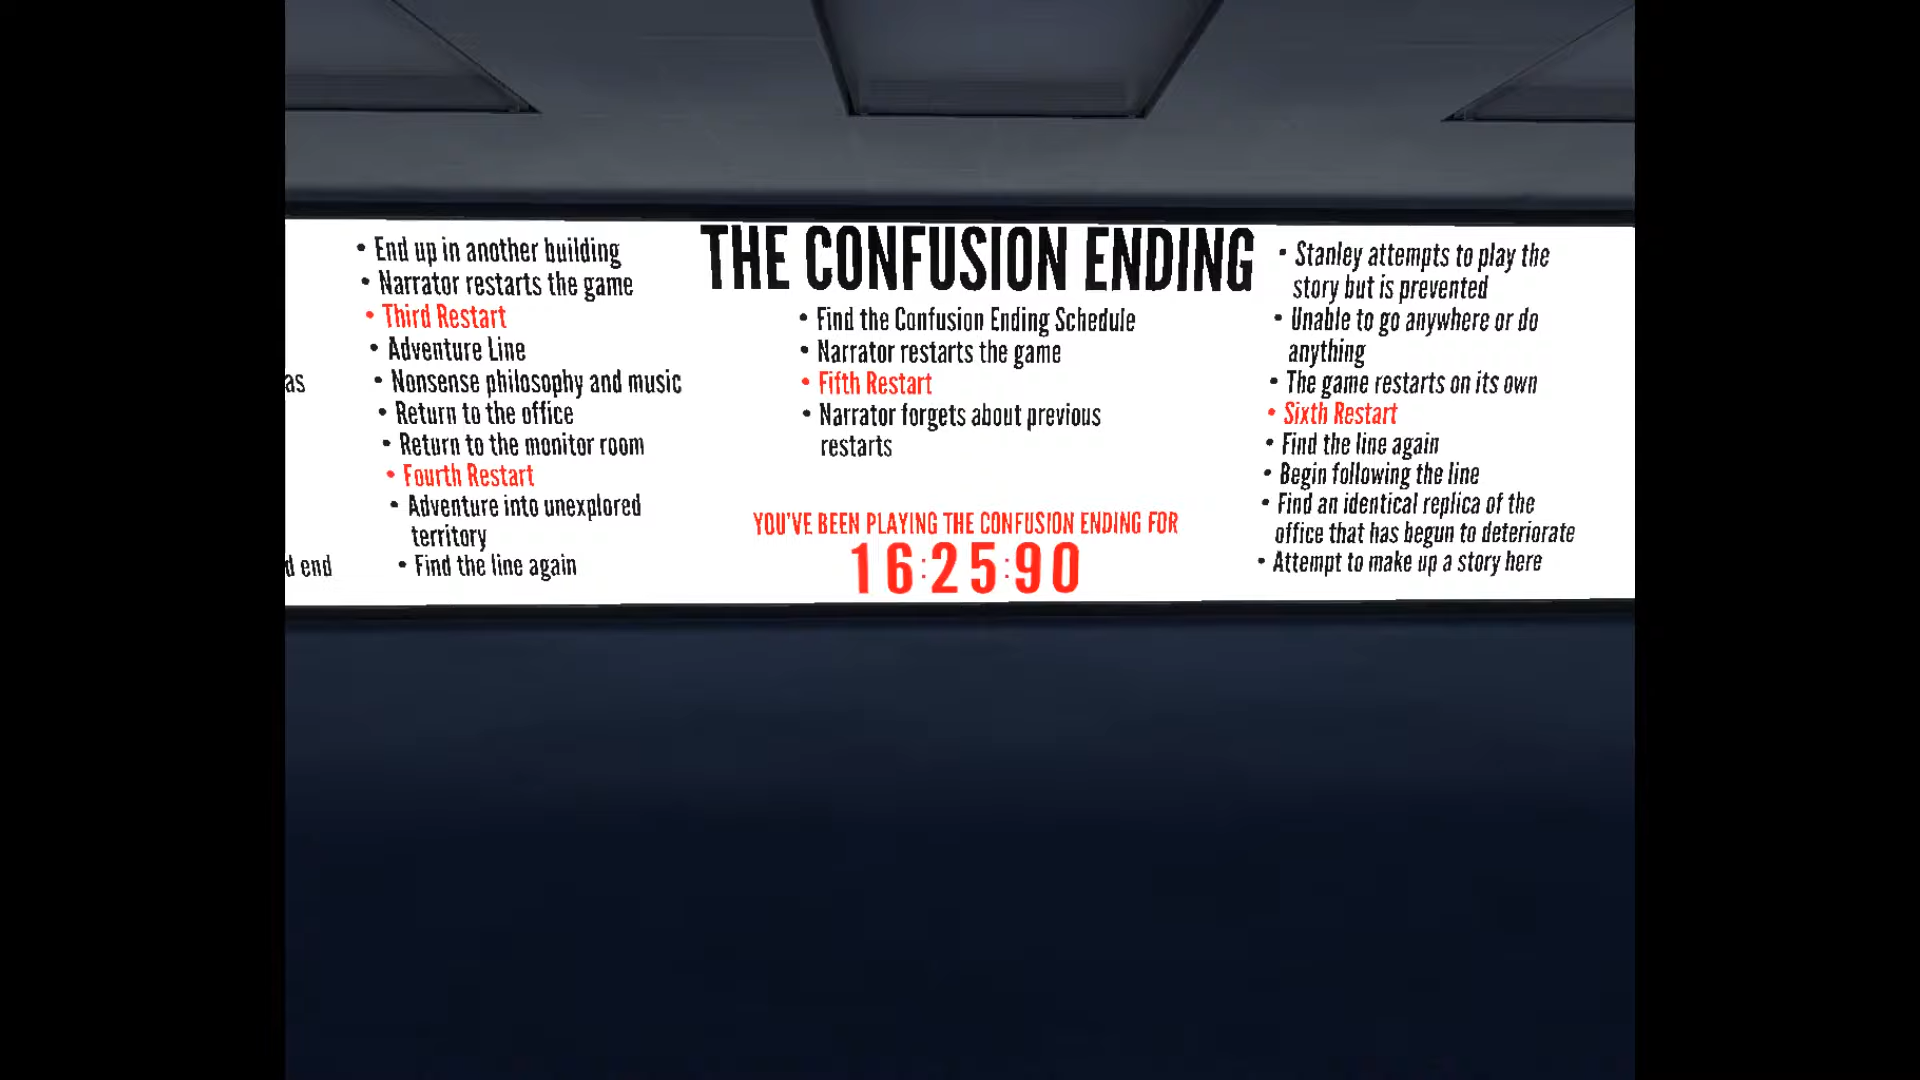 as
d end
• End up in another building
• Narrator restarts the game
• Third Restart
• Adventure Line
• Nonsense philosophy and music
• Return to the office
• Return to the monitor room
• Fourth Restart
• Adventure into unexplored
territory
• Find the line again
THE CONFUSION ENDING
• Find the Confusion Ending Schedule
• Narrator restarts the game
• Fifth Restart
• Narrator forgets about previous
restarts
YOU'VE BEEN PLAYING THE CONFUSION ENDING FOR
16:25:90
• Stanley attempts to play the
story but is prevented
• Unable to go anywhere or do
anything
• The game restarts on its own
• Sixth Restart
• Find the line again
• Begin following the line
• Find an identical replica of the
office that has begun to deteriorate
• Attempt to make up a story here